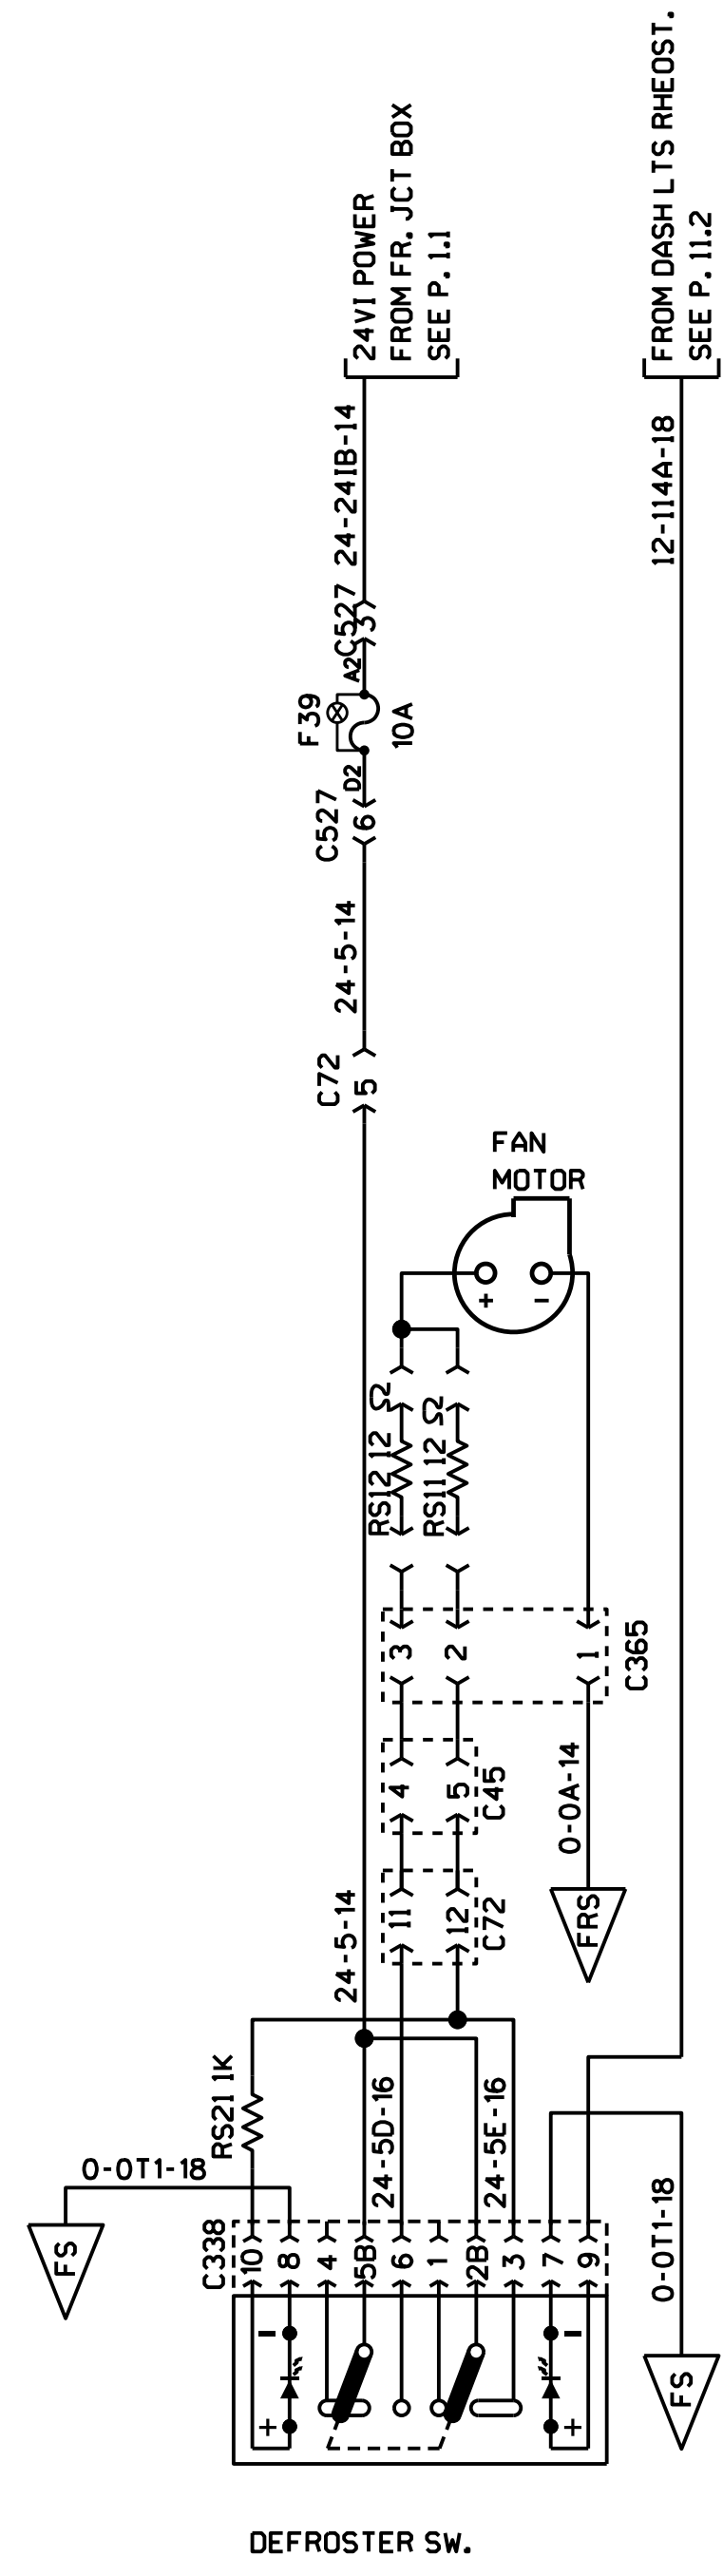 24VI POWER
FROM FR. JCT BOX
SEE P. 1.1
FROM DASH LTS RHEOST.
SEE P. 11.2
24-24IB-14
12-114A-18
C527
3
A2
F39
10A
D2
C527
6
24-5-14
C72
5
FAN
MOTOR
+
-
RS12 12 Ω
RS11 12 Ω
3
2
1
C365
4
5
C45
0-0A-14
11
12
C72
FRS
24-5-14
RS21 1K
0-0T1-18
24-5D-16
24-5E-16
FS
0-0T1-18
C338
10
8
4
5B
6
1
2B
3
7
9
FS
-
-
+
+
DEFROSTER SW.